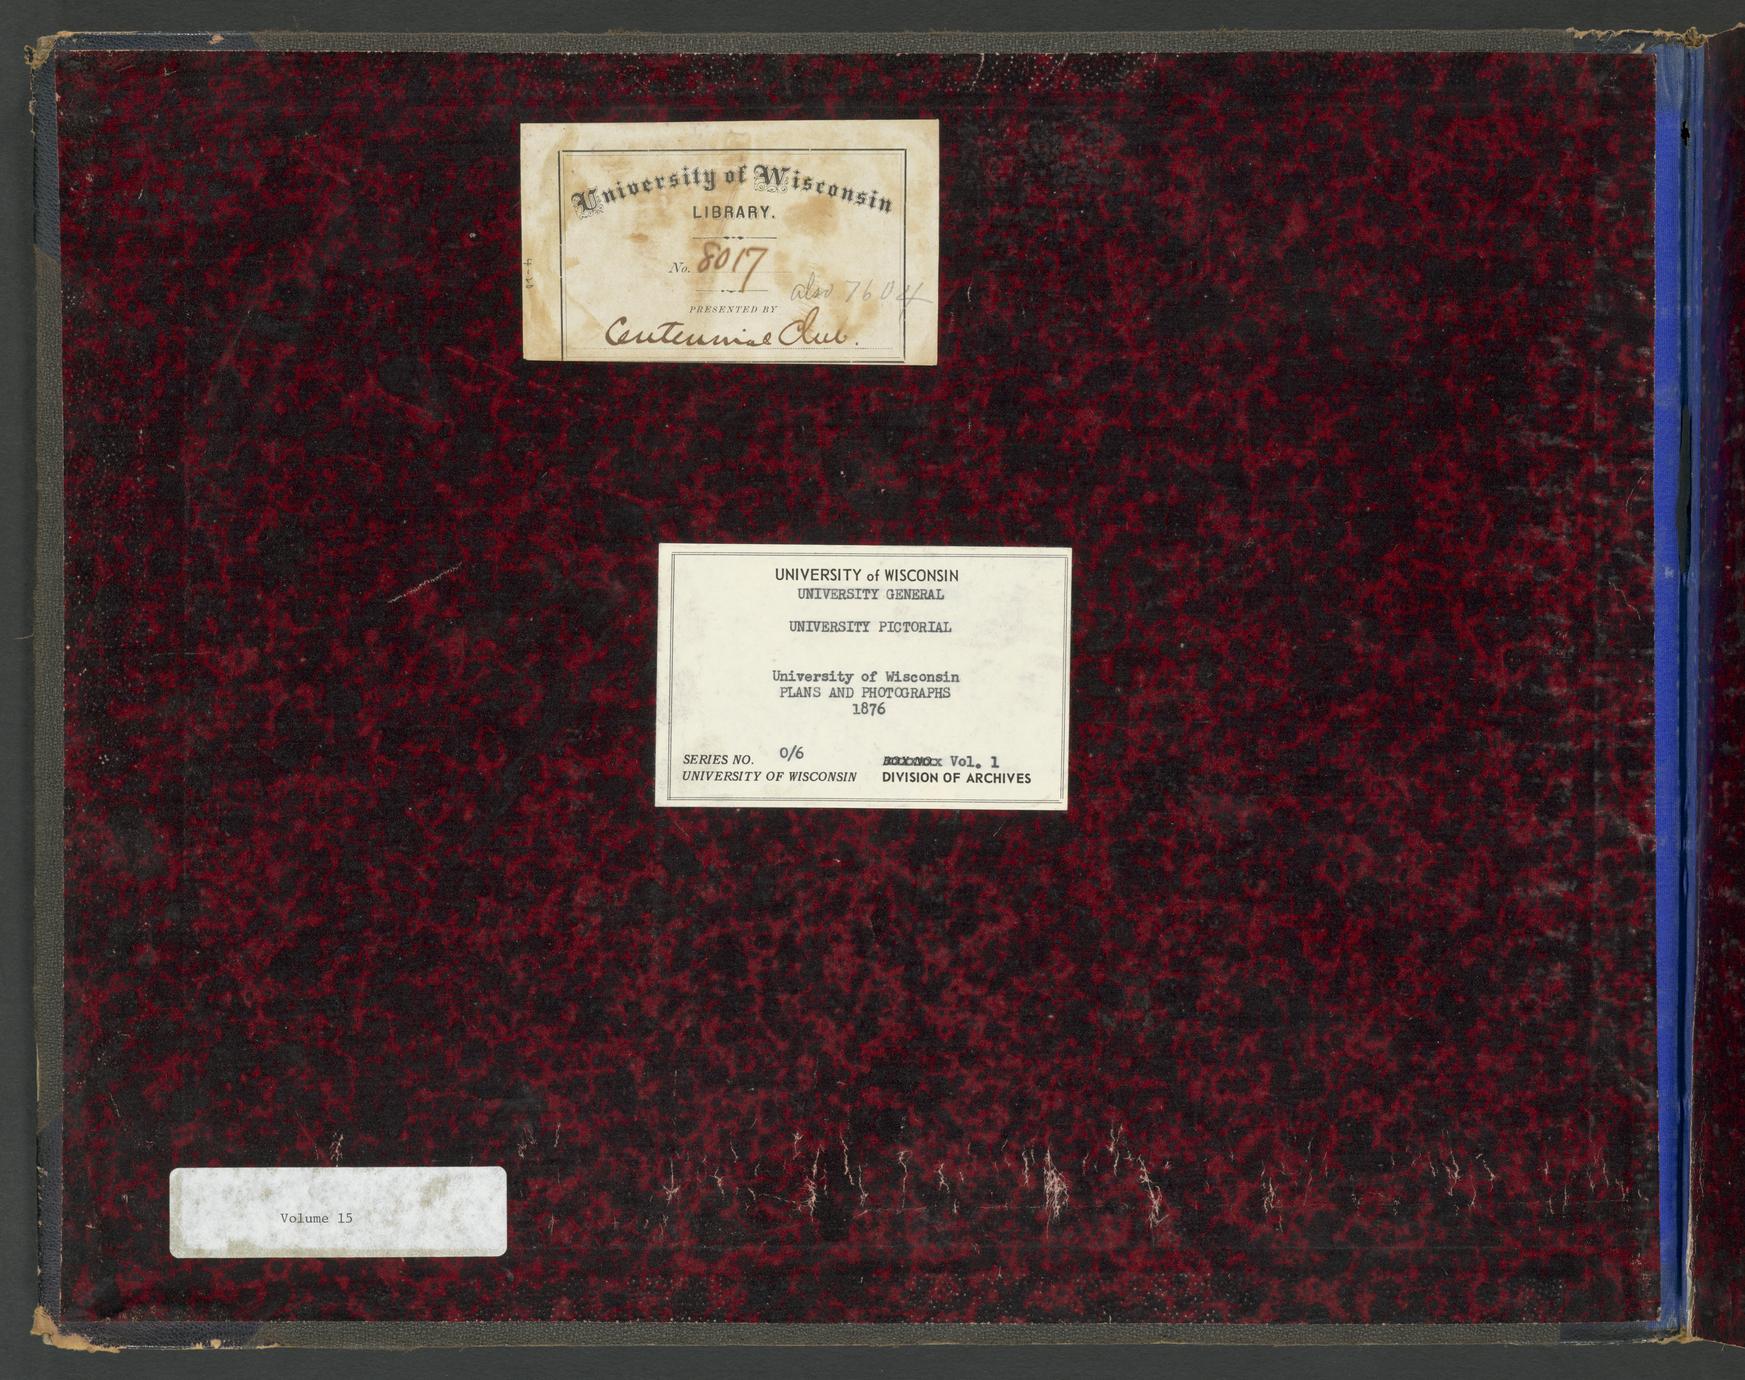 University of Wisconsin
LIBRARY.
No. 8017
also 7604
PRESENTED BY
Centennial Club.
UNIVERSITY of WISCONSIN
UNIVERSITY GENERAL
UNIVERSITY PICTORIAL
University of Wisconsin
PLANS AND PHOTOGRAPHS
1876
SERIES NO. 0/6 Vol. 1
UNIVERSITY OF WISCONSIN DIVISION OF ARCHIVES
Volume 15